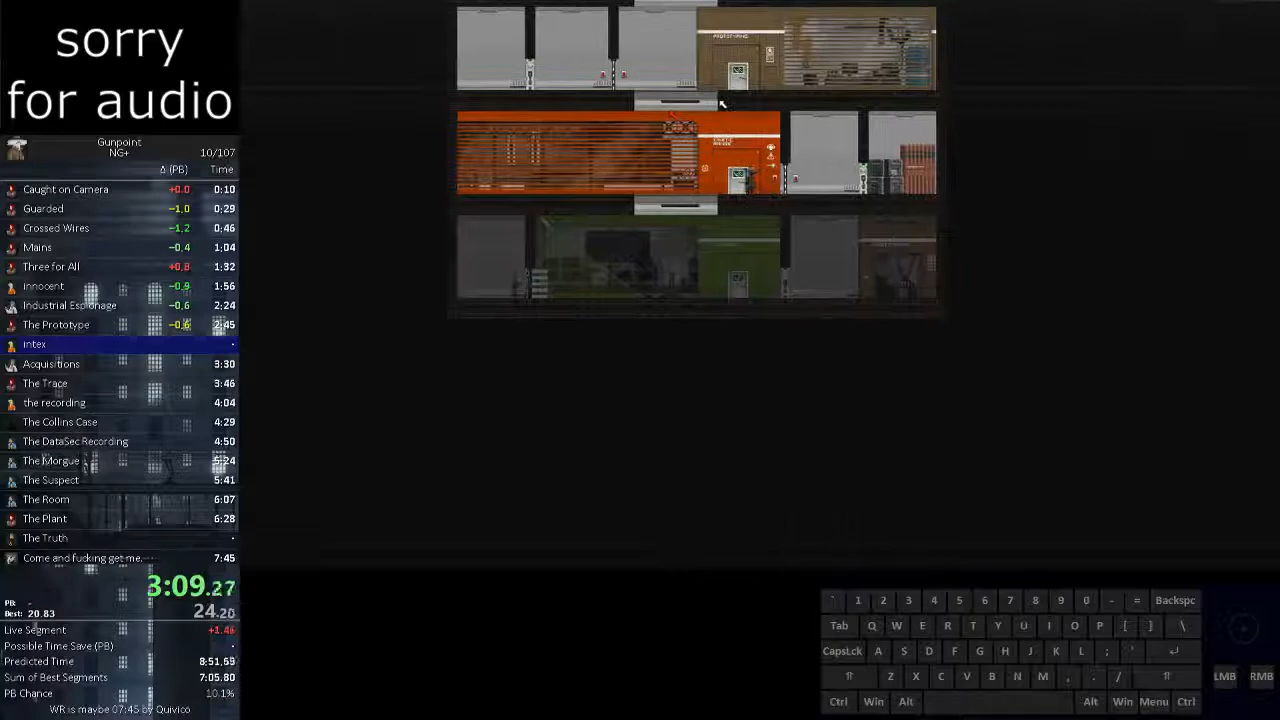 sorry
for audio
Gunpoint
NG+ 10/107
Δ (PB) Time
Caught on Camera +0.0 0:10
Guarded −1.0 0:29
Crossed Wires −1.2 0:46
Mains −0.4 1:04
Three for All +0.8 1:32
Innocent −0.9 1:56
Industrial Espionage −0.6 2:24
The Prototype −0.6 2:45
intex -
Acquisitions 3:30
The Trace 3:46
the recording 4:04
The Collins Case 4:29
The DataSec Recording 4:50
The Morgue 5:24
The Suspect 5:41
The Room 6:07
The Plant 6:28
The Truth -
Come and fucking get me. 7:45
3:09.27
PB: -
Best: 20.83
24.20
Live Segment +1.46
Possible Time Save (PB) -
Predicted Time 8:51.69
Sum of Best Segments 7:05.80
PB Chance 10.1%
WR is maybe 07:45 by Quivico
PROTOTYPING
` 1 2 3 4 5 6 7 8 9 0 - = Backspc
Tab Q W E R T Y U I O P [ ] \
CapsLck A S D F G H J K L ; '
Z X C V B N M , . /
Ctrl Win Alt Alt Win Menu Ctrl
LMB RMB